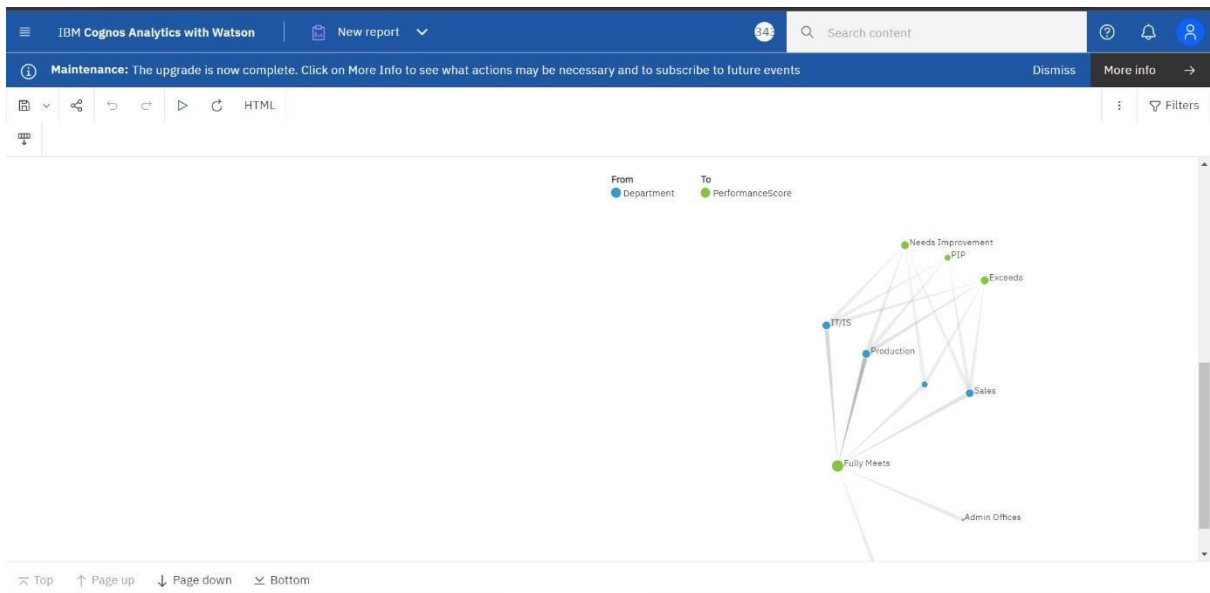 IBM Cognos Analytics with Watson New report 343 Search content
Maintenance: The upgrade is now complete. Click on More Info to see what actions may be necessary and to subscribe to future events Dismiss More info
HTML Filters
From To
Department PerformanceScore
Needs Improvement
PIP
Exceeds
IT/IS
Production
Sales
Fully Meets
Admin Offices
Top Page up Page down Bottom